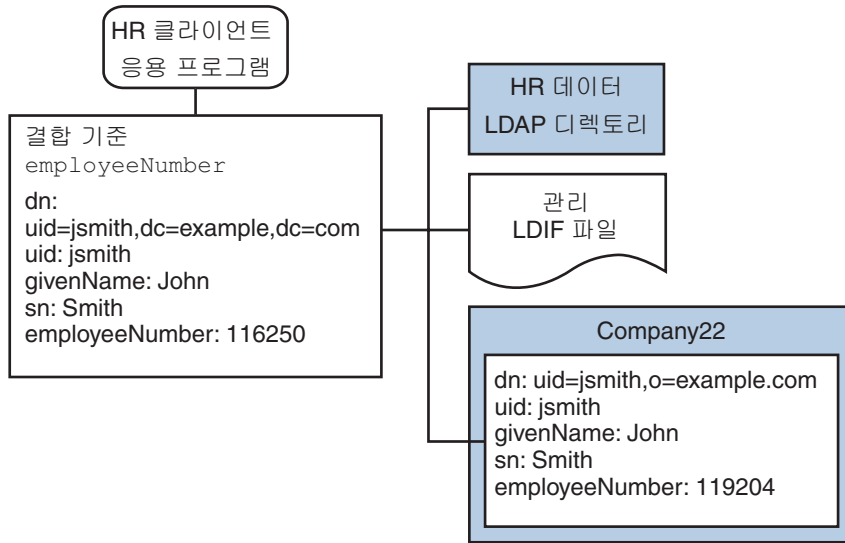 HR 클라이언트
응용 프로그램
결합 기준
employeeNumber
dn:
uid=jsmith,dc=example,dc=com
uid: jsmith
givenName: John
sn: Smith
employeeNumber: 116250
HR 데이터
LDAP 디렉토리
관리
LDIF 파일
Company22
dn: uid=jsmith,o=example.com
uid: jsmith
givenName: John
sn: Smith
employeeNumber: 119204